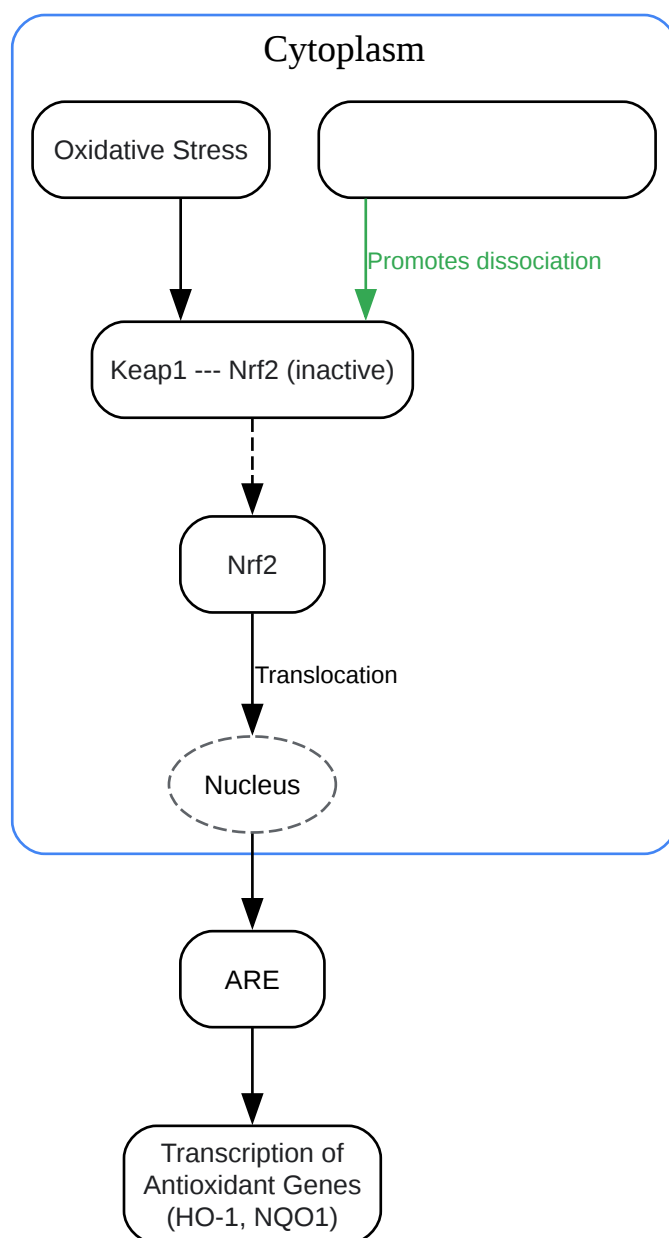 Cytoplasm
Oxidative Stress
Promotes dissociation
Keap1 --- Nrf2 (inactive)
Nrf2
Translocation
Nucleus
ARE
Transcription of
Antioxidant Genes
(HO-1, NQO1)